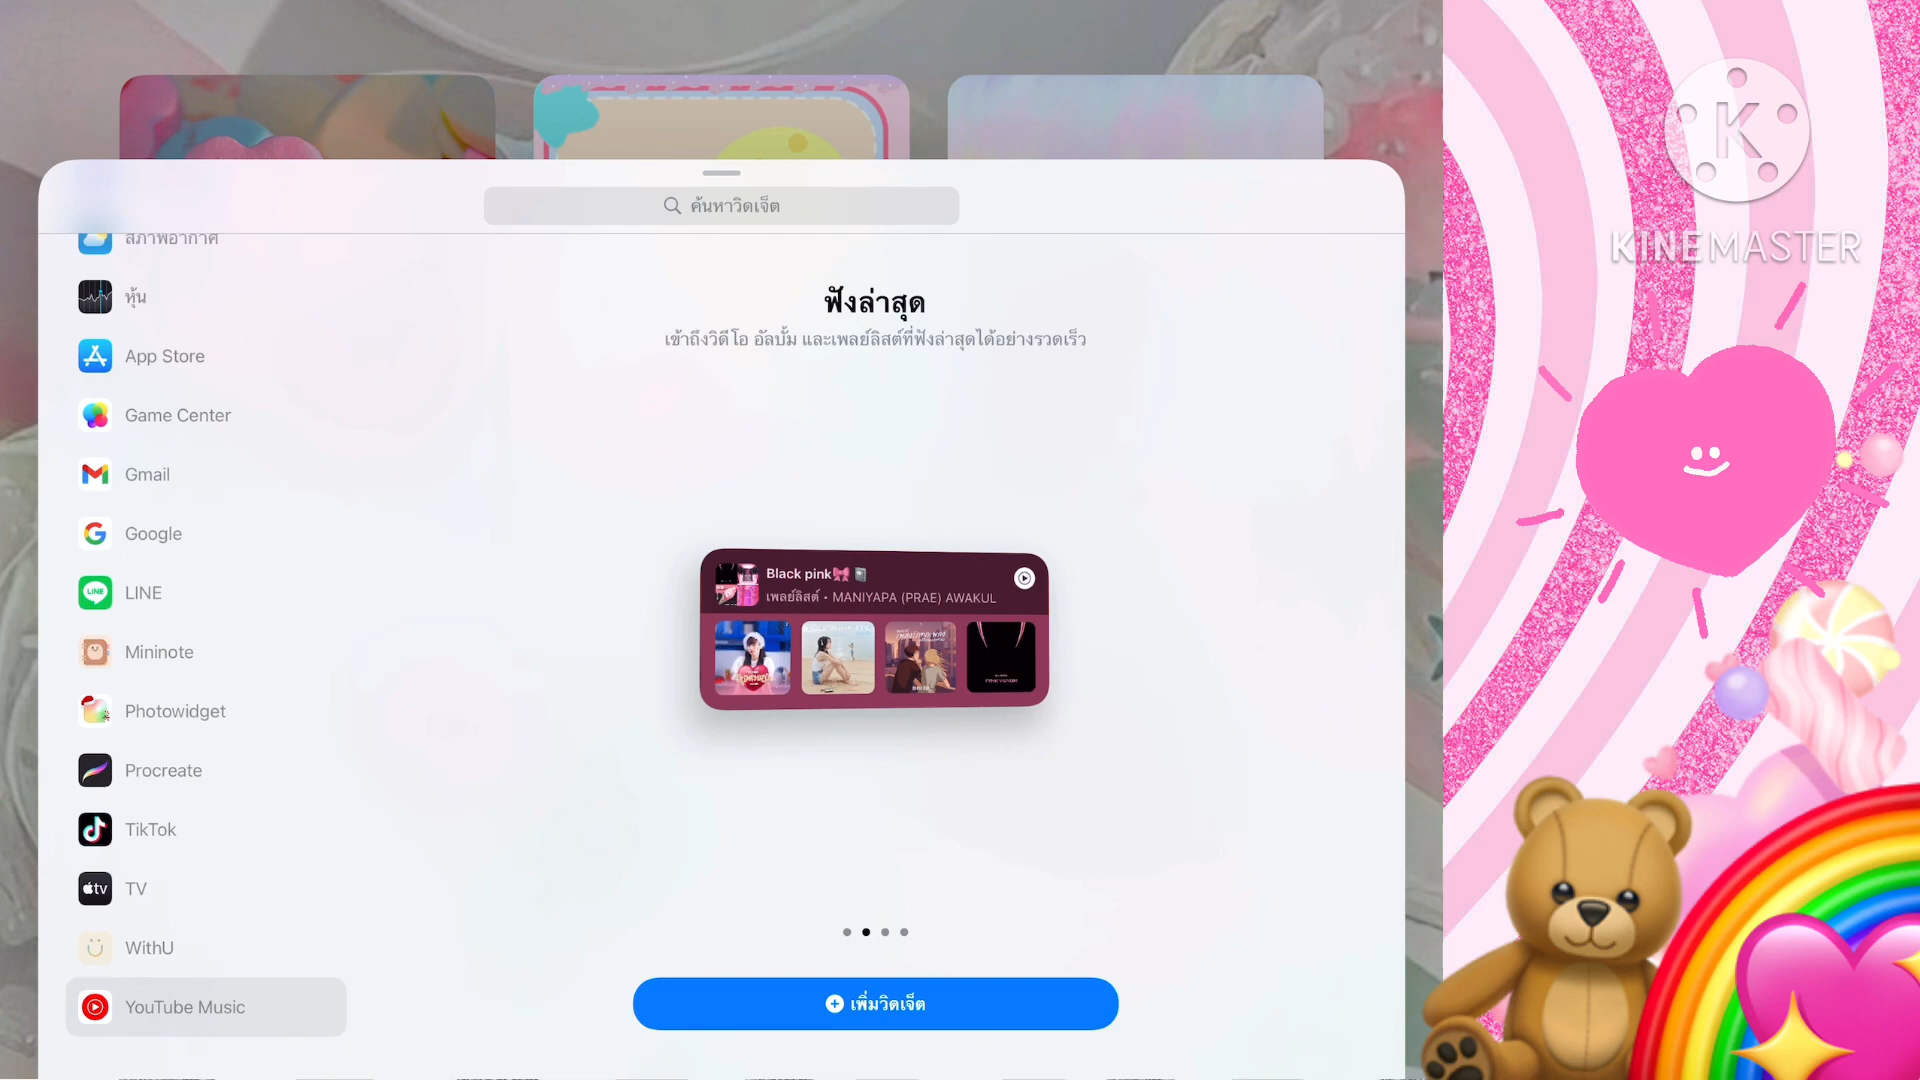 ค้นหาวิดเจ็ต
สภาพอากาศ
หุ้น
App Store
Game Center
Gmail
Google
LINE
LINE
Mininote
Photowidget
Procreate
TikTok
tv
TV
WithU
YouTube Music
ฟังล่าสุด
เข้าถึงวิดีโอ อัลบั้ม และเพลย์ลิสต์ที่ฟังล่าสุดได้อย่างรวดเร็ว
Black pink🎀📓
เพลย์ลิสต์ • MANIYAPA (PRAE) AWAKUL
PINK VENOM
เพิ่มวิดเจ็ต
K
KINEMASTER